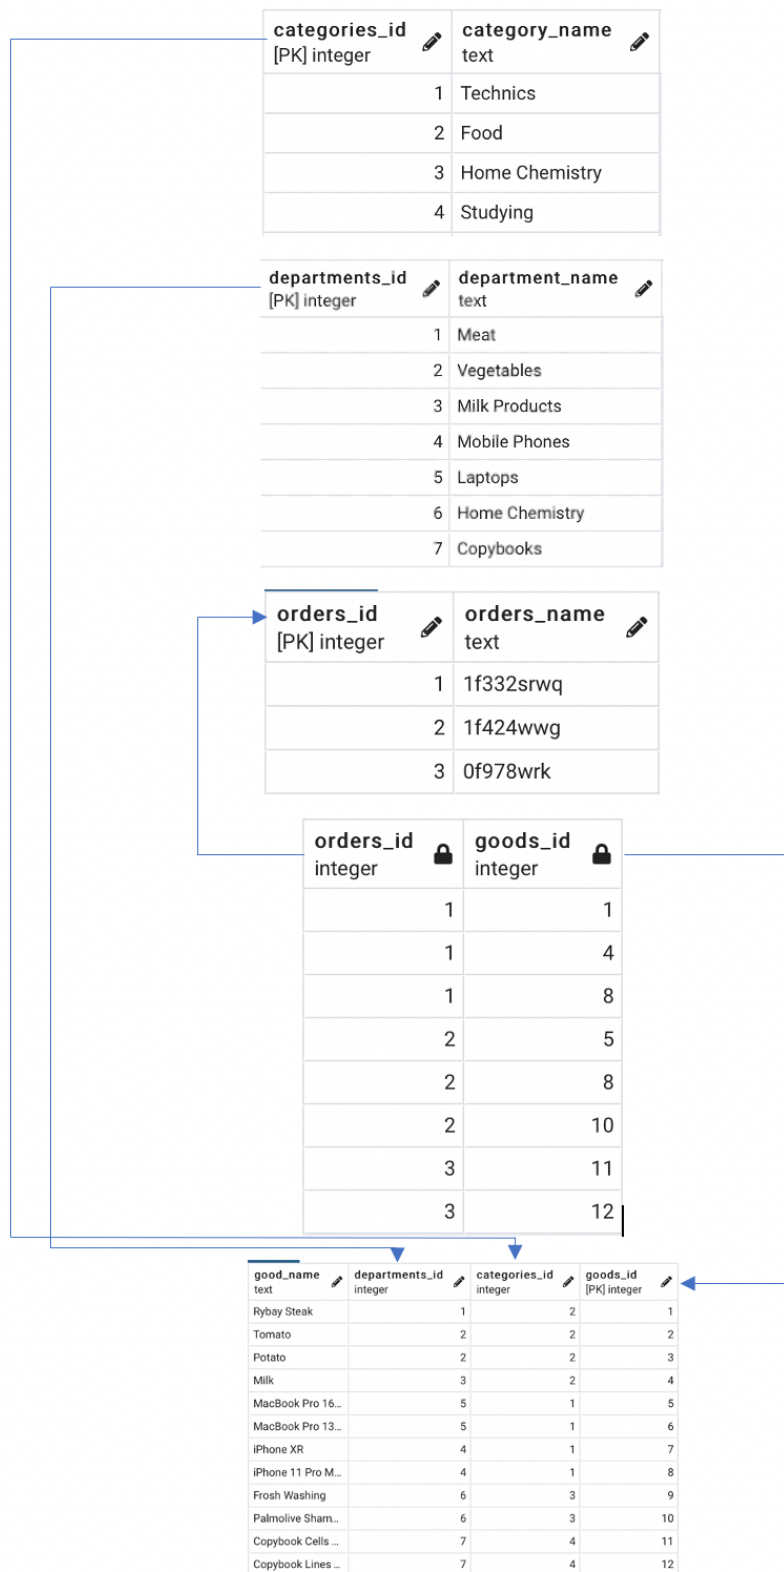 categories_id category_name
[PK] integer text
1 Technics
2 Food
3 Home Chemistry
4 Studying
departments_id department_name
[PK] integer text
1 Meat
2 Vegetables
3 Milk Products
4 Mobile Phones
5 Laptops
6 Home Chemistry
7 Copybooks
orders_id orders_name
[PK] integer text
1 1f332srwq
2 1f424wwg
3 0f978wrk
orders_id goods_id
integer integer
1 1
1 4
1 8
2 5
2 8
2 10
3 11
3 12
good_name departments_id categories_id goods_id
text integer integer [PK] integer
Rybay Steak 1 2 1
Tomato 2 2 2
Potato 2 2 3
Milk 3 2 4
MacBook Pro 16... 5 1 5
MacBook Pro 13... 5 1 6
iPhone XR 4 1 7
iPhone 11 Pro M... 4 1 8
Frosh Washing 6 3 9
Palmolive Sham... 6 3 10
Copybook Cells ... 7 4 11
Copybook Lines ... 7 4 12